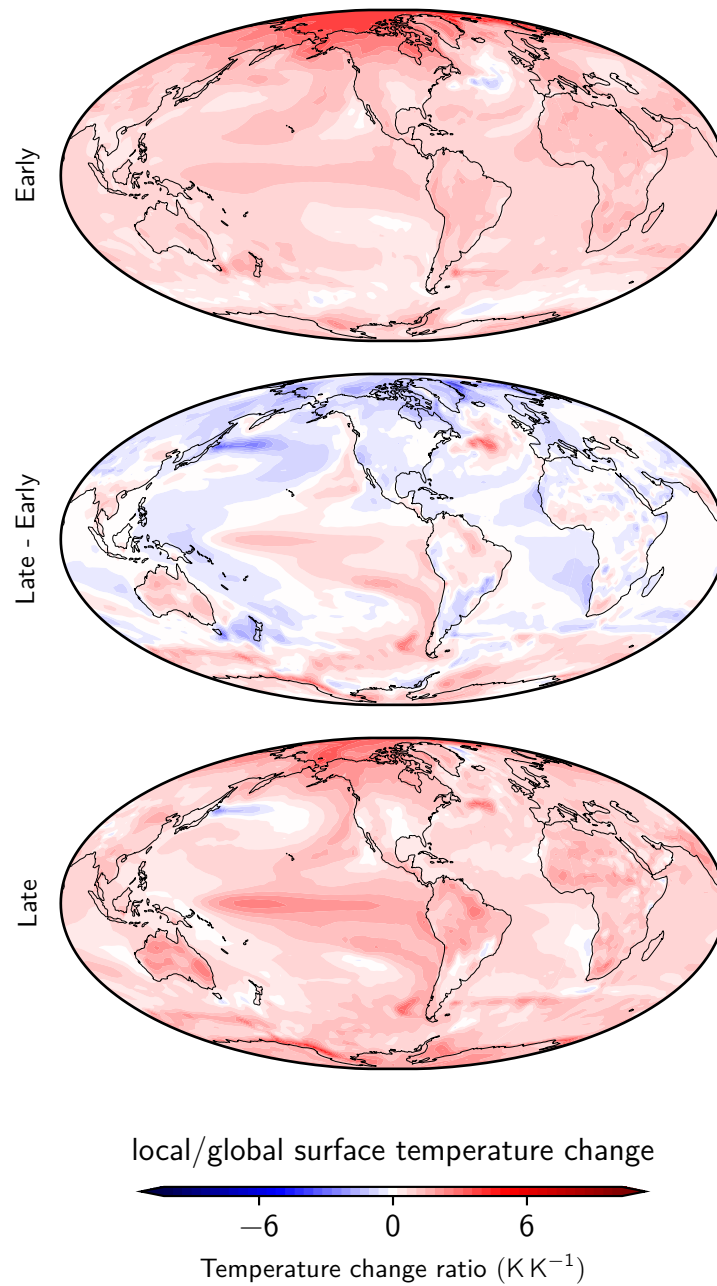 Early
Late - Early
Late
local/global surface temperature change
−6 0 6
Temperature change ratio (K K⁻¹)